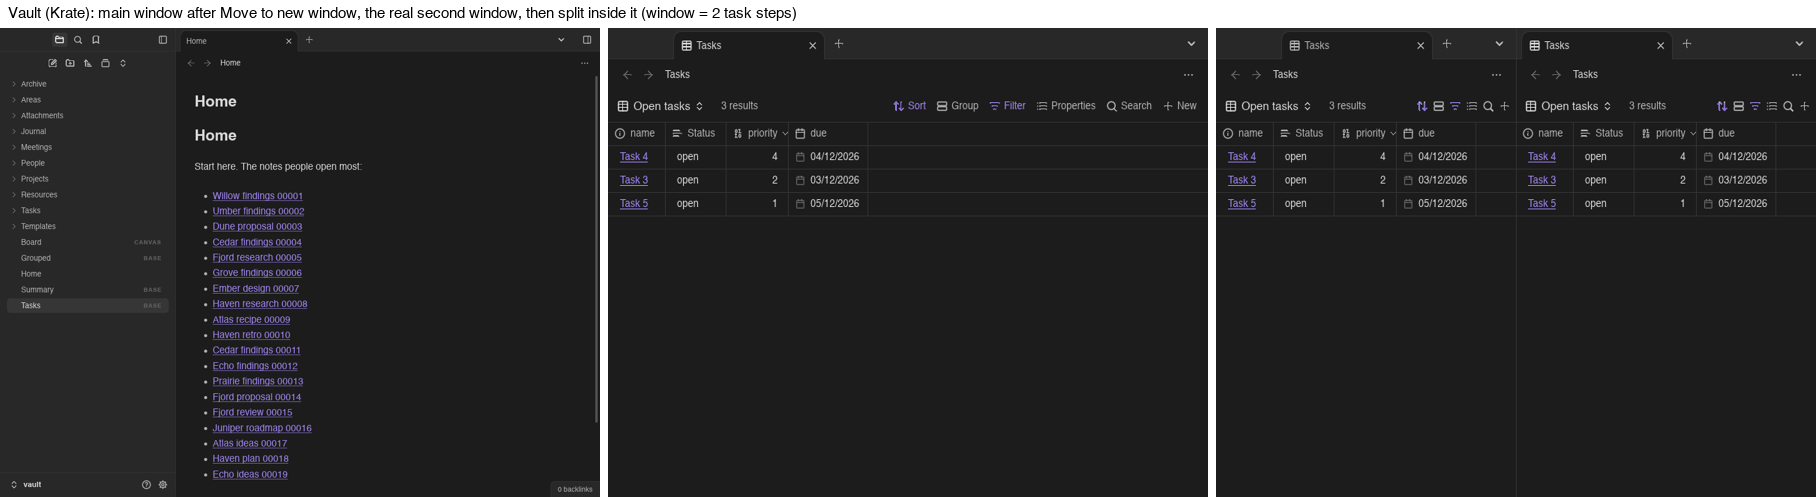 Vault (Krate): main window after Move to new window, the real second window, then split inside it (window = 2 task steps)
Home
Home
Archive
Areas
Attachments
Journal
Meetings
People
Projects
Resources
Tasks
Templates
Board CANVAS
Grouped BASE
Home
Summary BASE
Tasks BASE
vault
Home
Home
Start here. The notes people open most:
Willow findings 00001
Umber findings 00002
Dune proposal 00003
Cedar findings 00004
Fjord research 00005
Grove findings 00006
Ember design 00007
Haven research 00008
Atlas recipe 00009
Haven retro 00010
Cedar findings 00011
Echo findings 00012
Prairie findings 00013
Fjord proposal 00014
Fjord review 00015
Juniper roadmap 00016
Atlas ideas 00017
Haven plan 00018
Echo ideas 00019
0 backlinks
Tasks
Tasks
Open tasks 3 results Sort Group Filter Properties Search New
name Status priority due
Task 4 open 4 04/12/2026
Task 3 open 2 03/12/2026
Task 5 open 1 05/12/2026
Tasks
Tasks
Open tasks 3 results
name Status priority due
Task 4 open 4 04/12/2026
Task 3 open 2 03/12/2026
Task 5 open 1 05/12/2026
Tasks
Tasks
Open tasks 3 results
name Status priority due
Task 4 open 4 04/12/2026
Task 3 open 2 03/12/2026
Task 5 open 1 05/12/2026